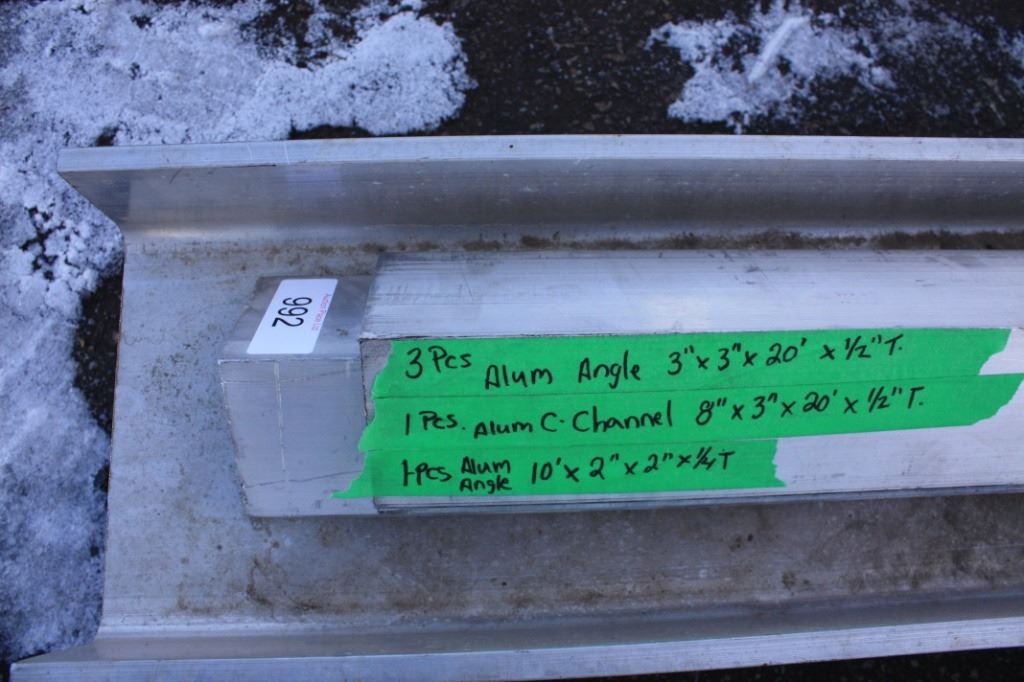 992
3 Pcs Alum Angle 3" x 3" x 20' x 1/2" T.
1 Pcs. Alum C-Channel 8" x 3" x 20' x 1/2" T.
1 Pcs Alum Angle 10' x 2" x 2" x 1/4 T